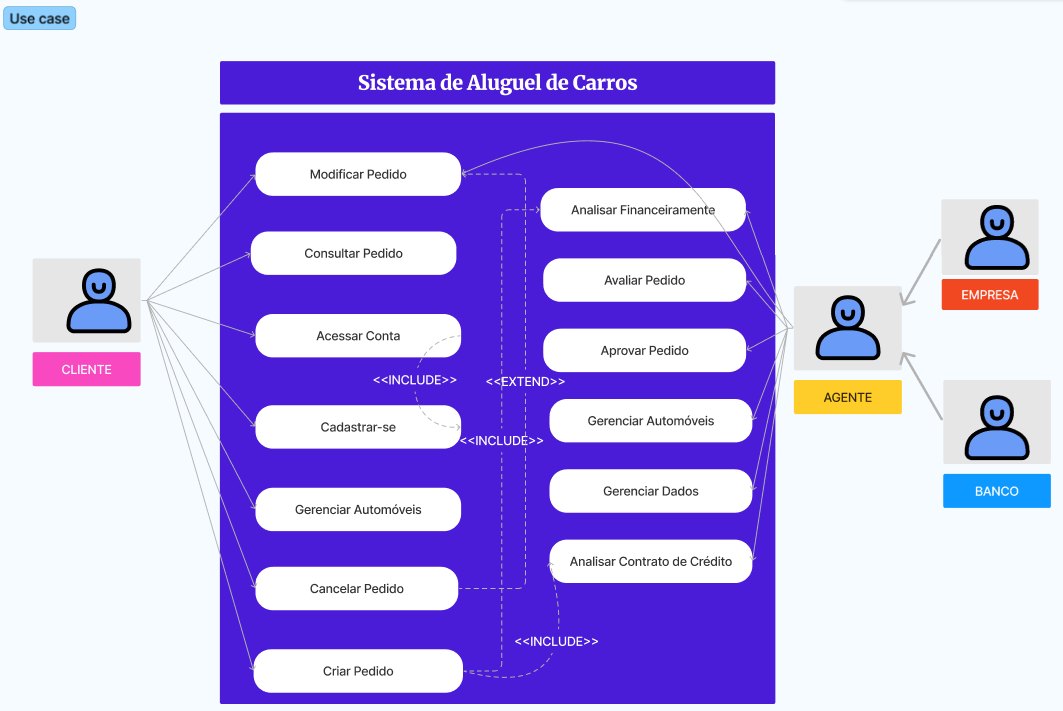 Use case
Sistema de Aluguel de Carros
Modificar Pedido
Consultar Pedido
Acessar Conta
<<INCLUDE>>
Cadastrar-se
Gerenciar Automóveis
Cancelar Pedido
Criar Pedido
<<EXTEND>>
<<INCLUDE>>
<<INCLUDE>>
Analisar Financeiramente
Avaliar Pedido
Aprovar Pedido
Gerenciar Automóveis
Gerenciar Dados
Analisar Contrato de Crédito
CLIENTE
AGENTE
EMPRESA
BANCO